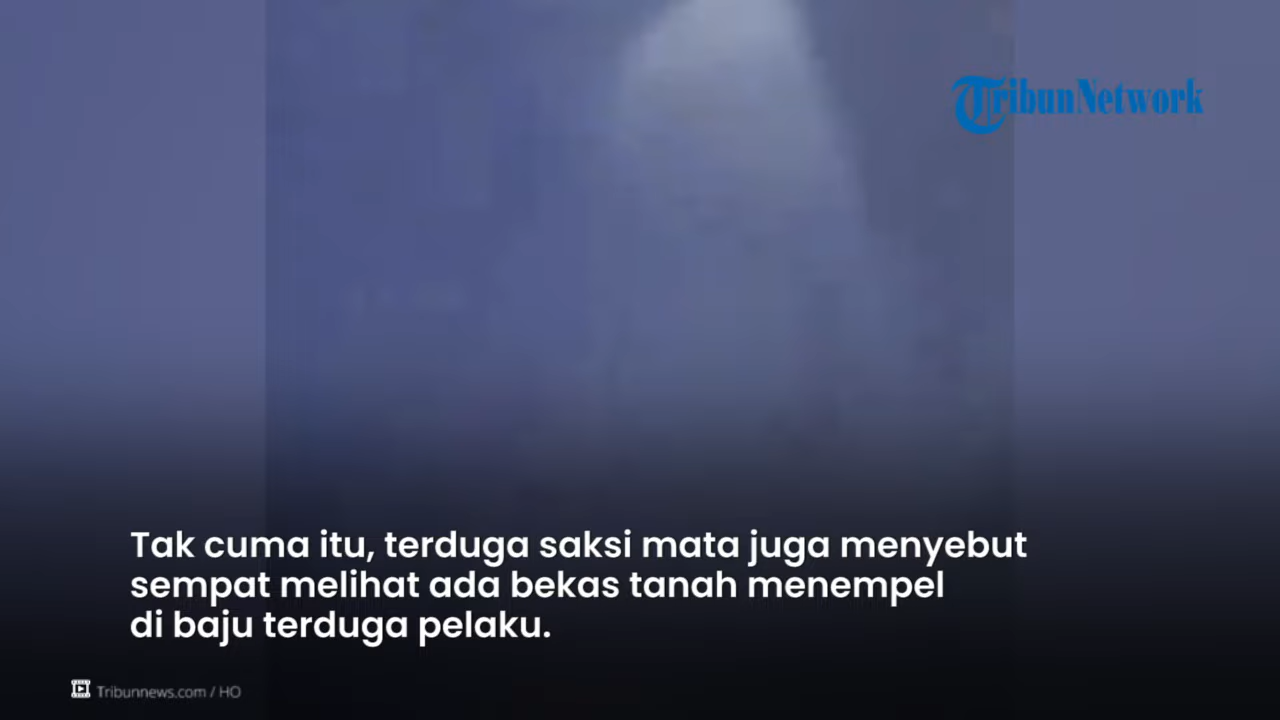 TribunNetwork
Tak cuma itu, terduga saksi mata juga menyebut
sempat melihat ada bekas tanah menempel
di baju terduga pelaku.
Tribunnews.com / HO